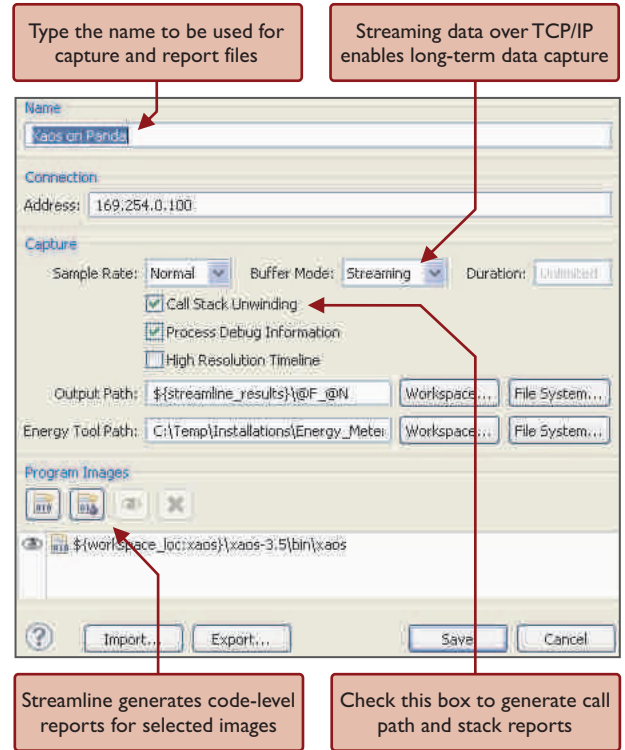 Type the name to be used for
capture and report files
Streaming data over TCP/IP
enables long-term data capture
Name
Xaos on Panda
Connection
Address: 169.254.0.100
Capture
Sample Rate: Normal Buffer Mode: Streaming Duration: Unlimited
Call Stack Unwinding
Process Debug Information
High Resolution Timeline
Output Path: ${streamline_results}\@F_@N Workspace... File System...
Energy Tool Path: C:\Temp\Installations\Energy_Meter Workspace... File System...
Program Images
${workspace_loc:xaos}\xaos-3.5\bin\xaos
? Import... Export... Save Cancel
Streamline generates code-level
reports for selected images
Check this box to generate call
path and stack reports